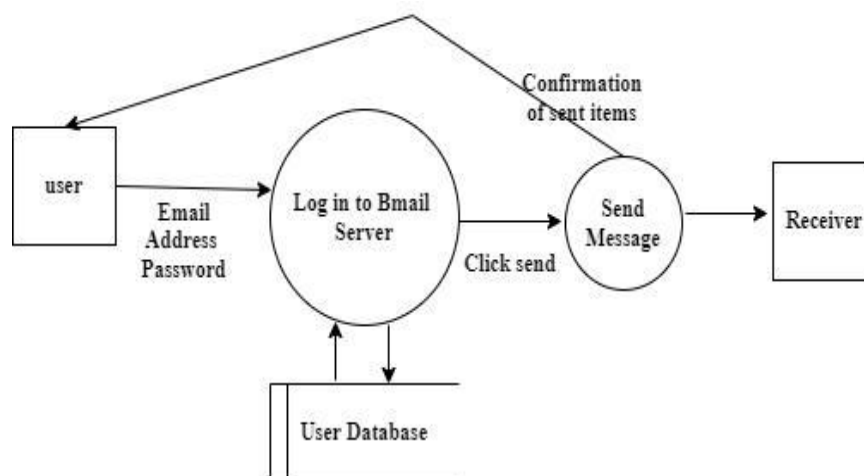 Confirmation
of sent items
user
Email
Address
Password
Log in to Bmail
Server
Click send
Send
Message
Receiver
User Database